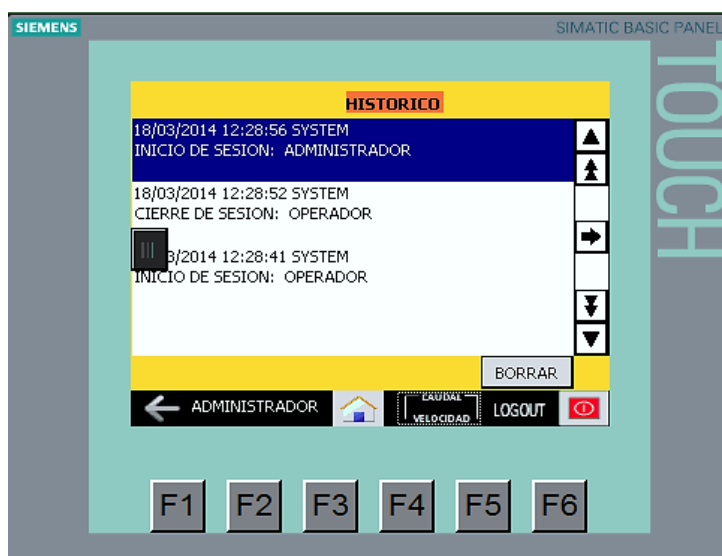 SIEMENS
SIMATIC BASIC PANEL
TOUCH
HISTORICO
18/03/2014 12:28:56 SYSTEM
INICIO DE SESION: ADMINISTRADOR
18/03/2014 12:28:52 SYSTEM
CIERRE DE SESION: OPERADOR
3/2014 12:28:41 SYSTEM
INICIO DE SESION: OPERADOR
BORRAR
ADMINISTRADOR
CAUDAL
VELOCIDAD
LOGOUT
F1 F2 F3 F4 F5 F6